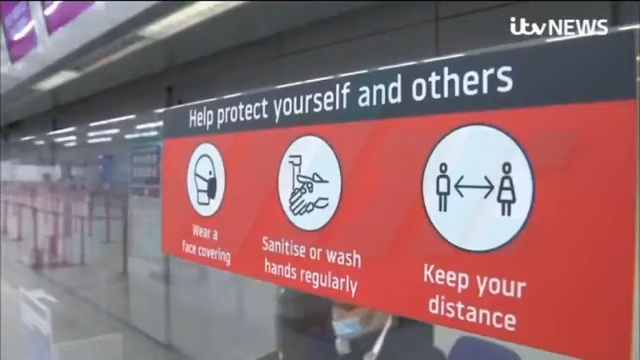 itv NEWS
Help protect yourself and others
Wear a
face covering
Sanitise or wash
hands regularly
Keep your
distance